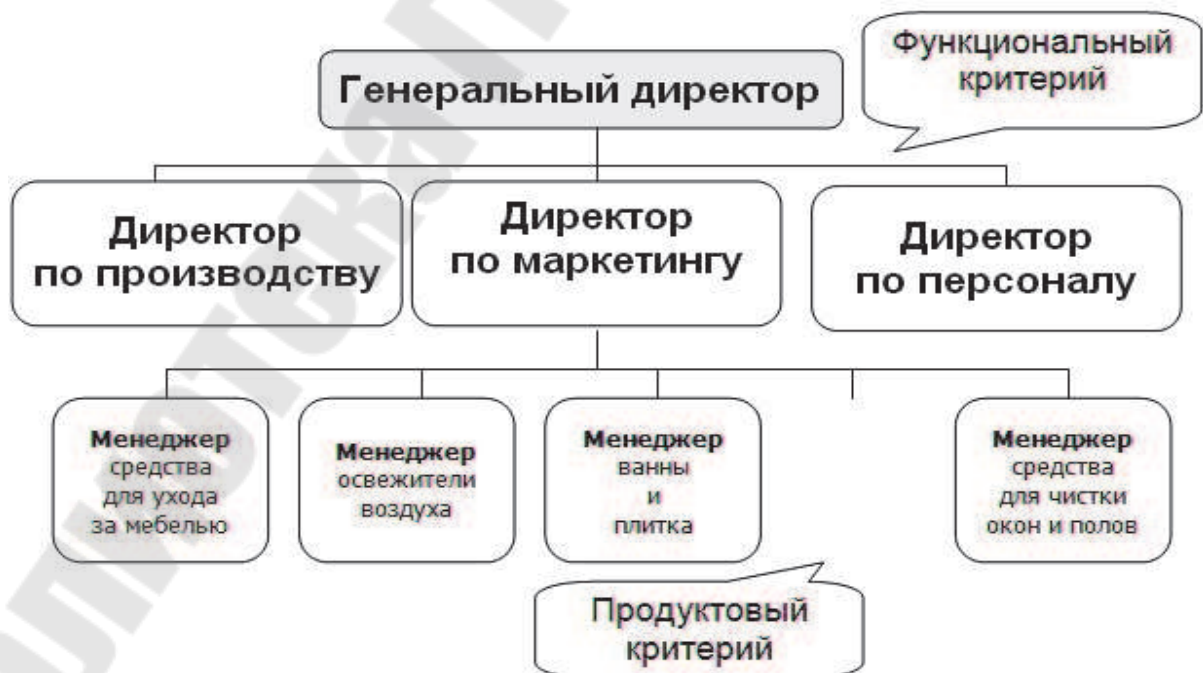 Функциональный
критерий
Генеральный директор
Директор
по производству
Директор
по маркетингу
Директор
по персоналу
Менеджер
средства
для ухода
за мебелью
Менеджер
освежители
воздуха
Менеджер
ванны
и
плитка
Менеджер
средства
для чистки
окон и полов
Продуктовый
критерий